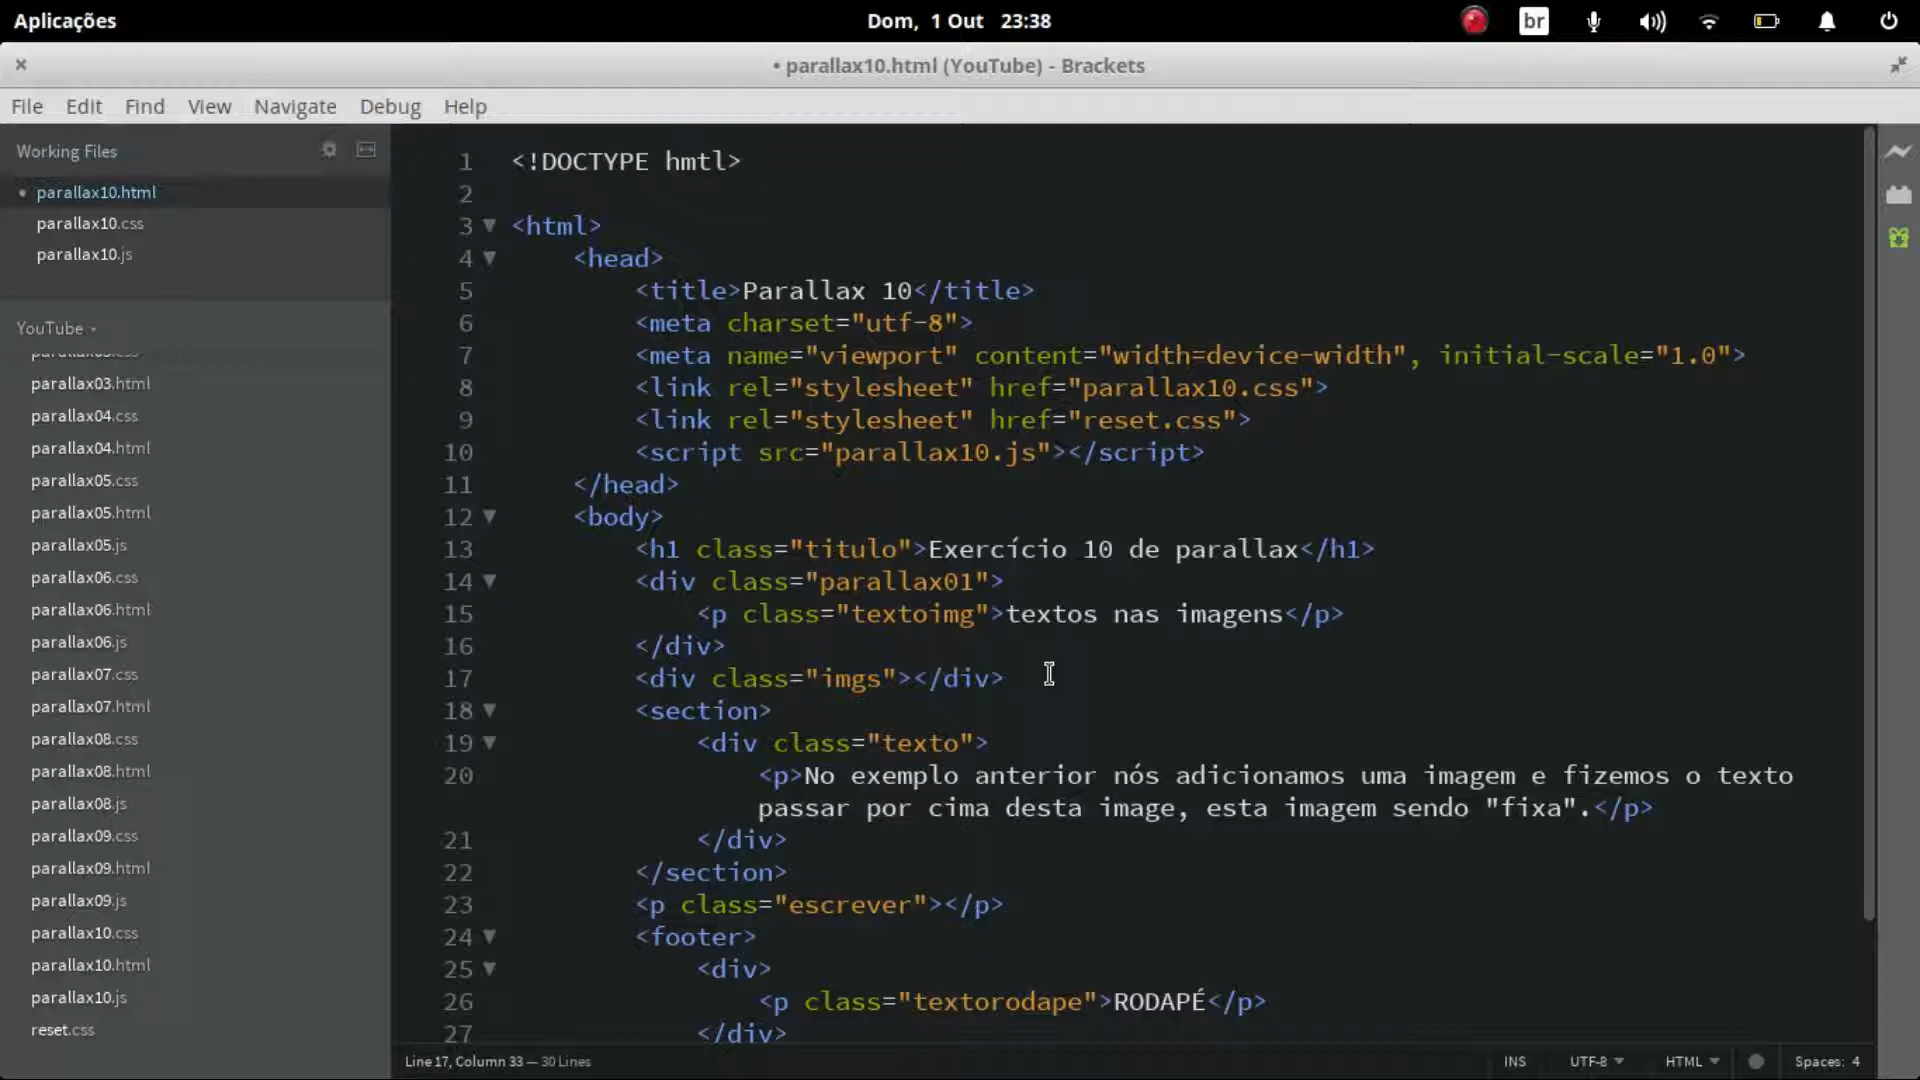 Aplicações
Dom, 1 Out 23:38
br
• parallax10.html (YouTube) - Brackets
File Edit Find View Navigate Debug Help
Working Files
parallax10.html
parallax10.css
parallax10.js
YouTube
parallax03.css
parallax03.html
parallax04.css
parallax04.html
parallax05.css
parallax05.html
parallax05.js
parallax06.css
parallax06.html
parallax06.js
parallax07.css
parallax07.html
parallax08.css
parallax08.html
parallax08.js
parallax09.css
parallax09.html
parallax09.js
parallax10.css
parallax10.html
parallax10.js
reset.css
1 <!DOCTYPE hmtl>
2
3 <html>
4 <head>
5 <title>Parallax 10</title>
6 <meta charset="utf-8">
7 <meta name="viewport" content="width=device-width", initial-scale="1.0">
8 <link rel="stylesheet" href="parallax10.css">
9 <link rel="stylesheet" href="reset.css">
10 <script src="parallax10.js"></script>
11 </head>
12 <body>
13 <h1 class="titulo">Exercício 10 de parallax</h1>
14 <div class="parallax01">
15 <p class="textoimg">textos nas imagens</p>
16 </div>
17 <div class="imgs"></div>
18 <section>
19 <div class="texto">
20 <p>No exemplo anterior nós adicionamos uma imagem e fizemos o texto
passar por cima desta image, esta imagem sendo "fixa".</p>
21 </div>
22 </section>
23 <p class="escrever"></p>
24 <footer>
25 <div>
26 <p class="textorodape">RODAPÉ</p>
27 </div>
Line 17, Column 33 — 30 Lines
INS UTF-8 HTML Spaces: 4